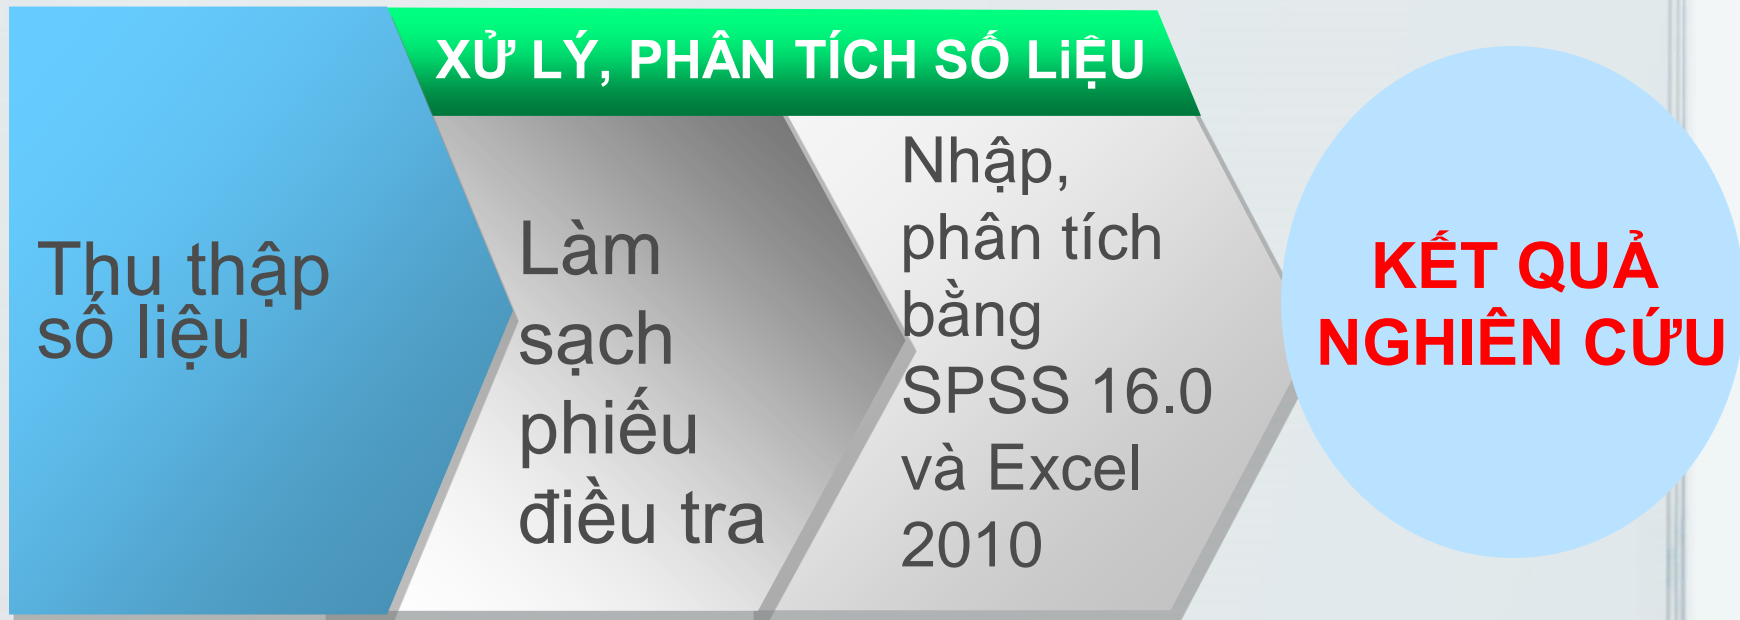 XỬ LÝ, PHÂN TÍCH SỐ LiỆU
Thu thập
số liệu
Làm
sạch
phiếu
điều tra
Nhập,
phân tích
bằng
SPSS 16.0
và Excel
2010
KẾT QUẢ
NGHIÊN CỨU